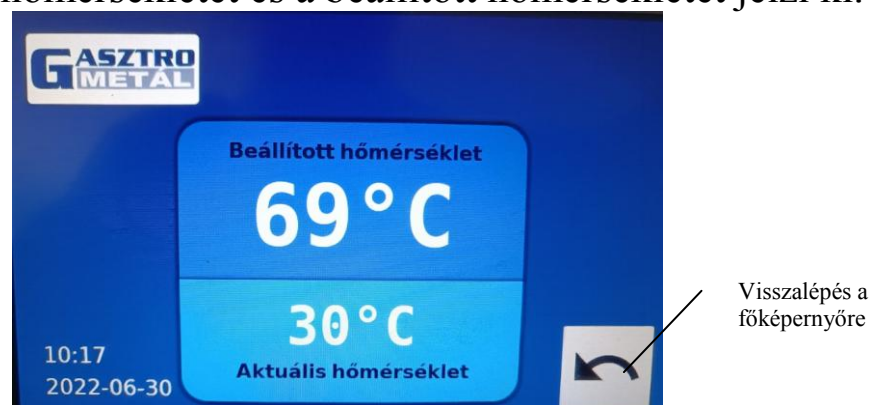 hőmérsékletet és a beállított hőmérsékletet jelzi ki.
GASZTRO
METÁL
Beállított hőmérséklet
69°C
30°C
Aktuális hőmérséklet
10:17
2022-06-30
Visszalépés a
főképernyőre